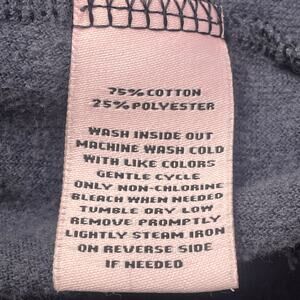 75% COTTON
25% POLYESTER
WASH INSIDE OUT
MACHINE WASH COLD
WITH LIKE COLORS
GENTLE CYCLE
ONLY NON-CHLORINE
BLEACH WHEN NEEDED
TUMBLE DRY LOW
REMOVE PROMPTLY
LIGHTLY STEAM IRON
ON REVERSE SIDE
IF NEEDED